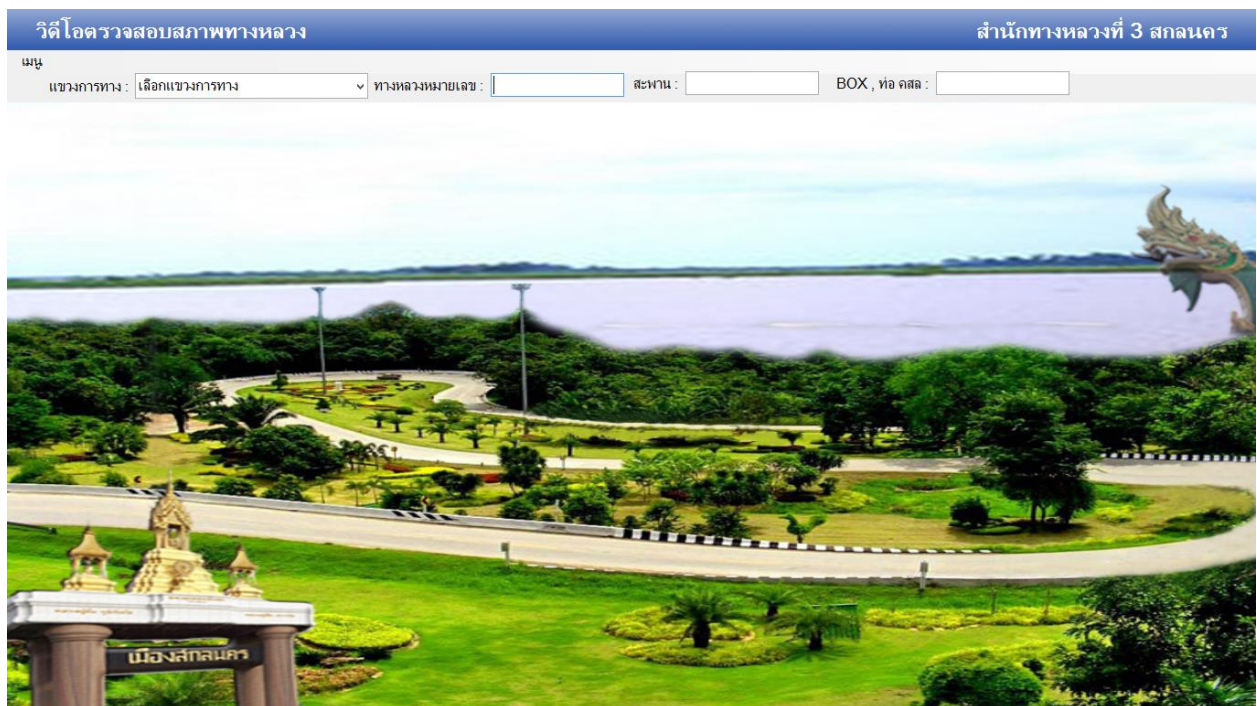 วิดีโอตรวจสอบสภาพทางหลวง สำนักทางหลวงที่ 3 สกลนคร
เมนู
แขวงการทาง : เลือกแขวงการทาง ทางหลวงหมายเลข : สะพาน : BOX , ท่อ คสล :
เมืองสกลนคร